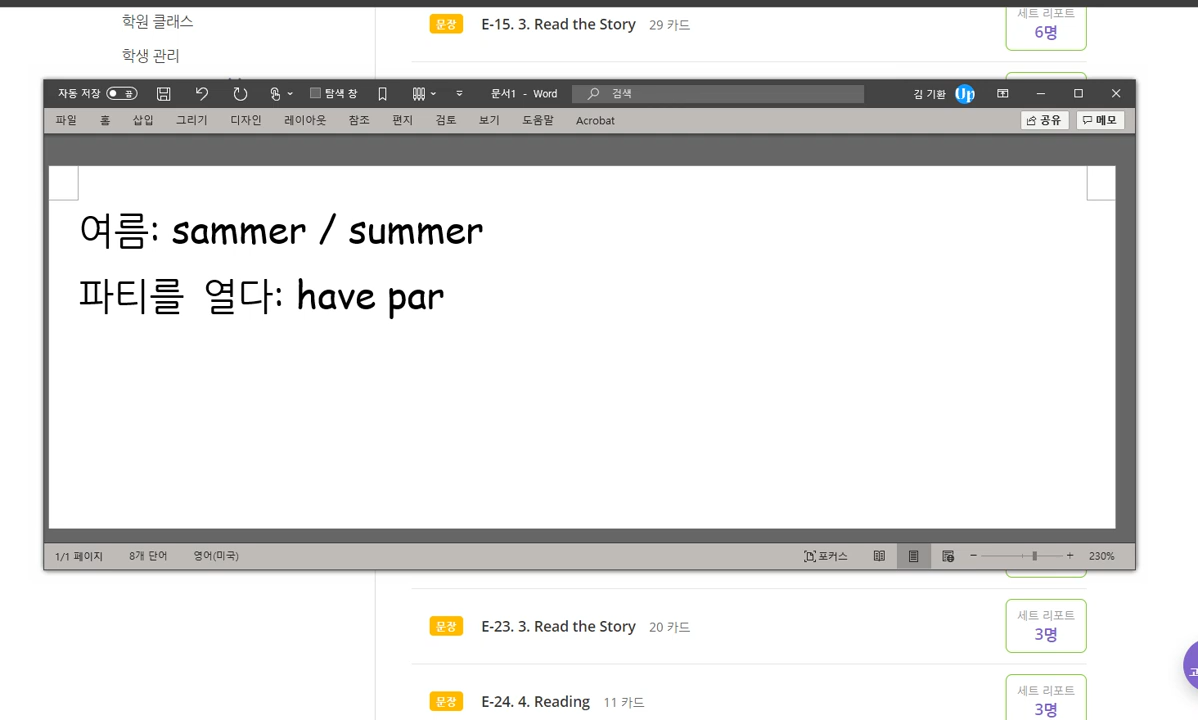 학원 클래스
문장 E-15. 3. Read the Story 29 카드
세트 리포트
6명
학생 관리
자동 저장 탐색 창 문서1 - Word 검색 김 기환 Up
파일 홈 삽입 그리기 디자인 레이아웃 참조 편지 검토 보기 도움말 Acrobat 공유 메모
여름: sammer / summer
파티를 열다: have par
1/1 페이지 8개 단어 영어(미국) 포커스 230%
문장 E-23. 3. Read the Story 20 카드
세트 리포트
3명
문장 E-24. 4. Reading 11 카드
세트 리포트
3명